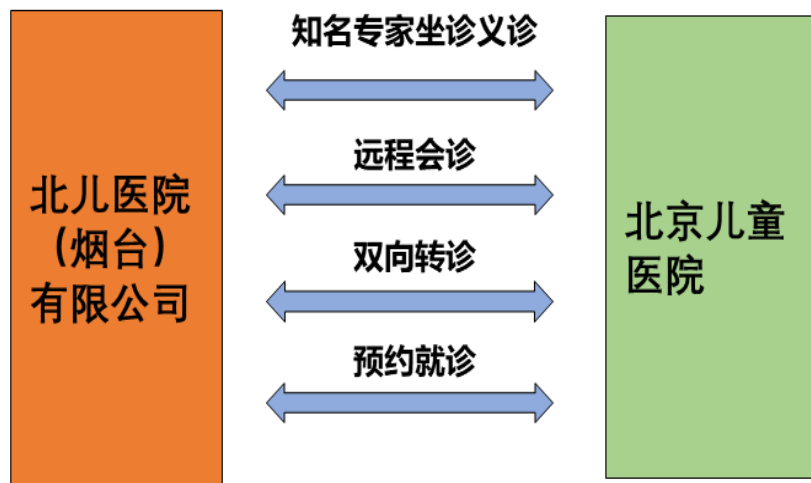 知名专家坐诊义诊
远程会诊
双向转诊
预约就诊
北儿医院
（烟台）
有限公司
北京儿童
医院